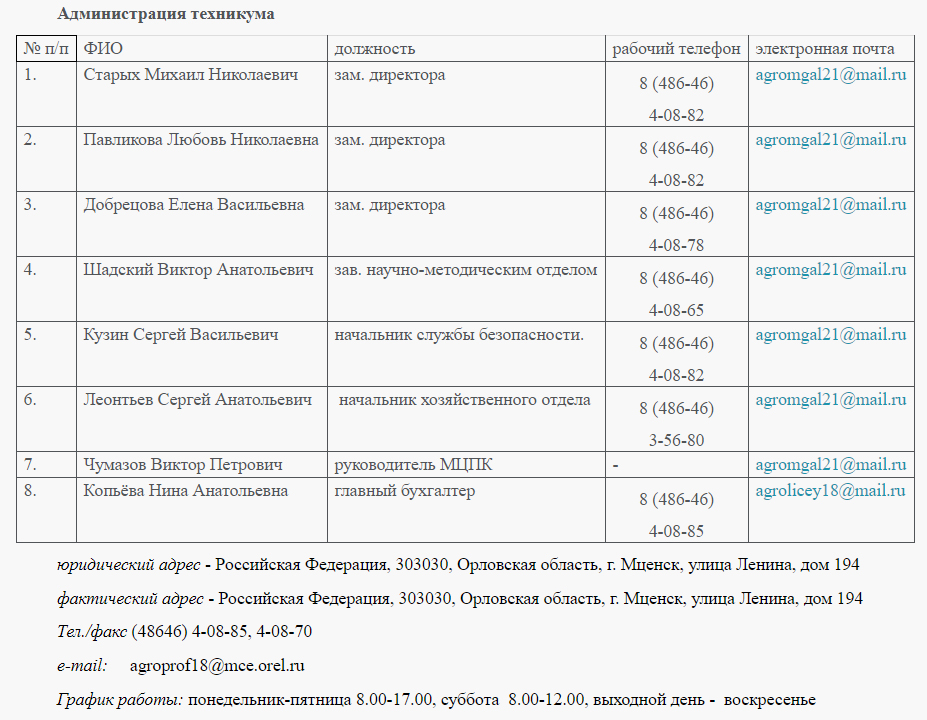 Администрация техникума
№ п/п ФИО должность рабочий телефон электронная почта
1. Старых Михаил Николаевич зам. директора 8 (486-46) agromgal21@mail.ru
4-08-82
2. Павликова Любовь Николаевна зам. директора 8 (486-46) agromgal21@mail.ru
4-08-82
3. Добрецова Елена Васильевна зам. директора 8 (486-46) agromgal21@mail.ru
4-08-78
4. Шадский Виктор Анатольевич зав. научно-методическим отделом 8 (486-46) agromgal21@mail.ru
4-08-65
5. Кузин Сергей Васильевич начальник службы безопасности. 8 (486-46) agromgal21@mail.ru
4-08-82
6. Леонтьев Сергей Анатольевич начальник хозяйственного отдела 8 (486-46) agromgal21@mail.ru
3-56-80
7. Чумазов Виктор Петрович руководитель МЦПК - agromgal21@mail.ru
8. Копьёва Нина Анатольевна главный бухгалтер 8 (486-46) agrolicey18@mail.ru
4-08-85
юридический адрес - Российская Федерация, 303030, Орловская область, г. Мценск, улица Ленина, дом 194
фактический адрес - Российская Федерация, 303030, Орловская область, г. Мценск, улица Ленина, дом 194
Тел./факс (48646) 4-08-85, 4-08-70
e-mail: agroprof18@mce.orel.ru
График работы: понедельник-пятница 8.00-17.00, суббота 8.00-12.00, выходной день - воскресенье